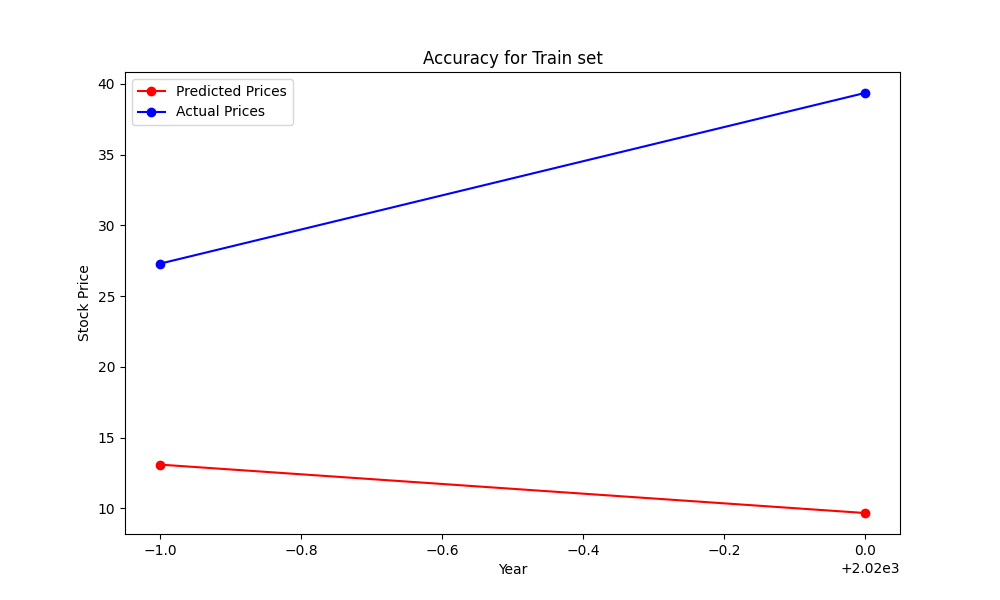 Accuracy for Train set
Predicted Prices
Actual Prices
40
35
30
25
20
15
10
Stock Price
−1.0 −0.8 −0.6 −0.4 −0.2 0.0
Year
+2.02e3